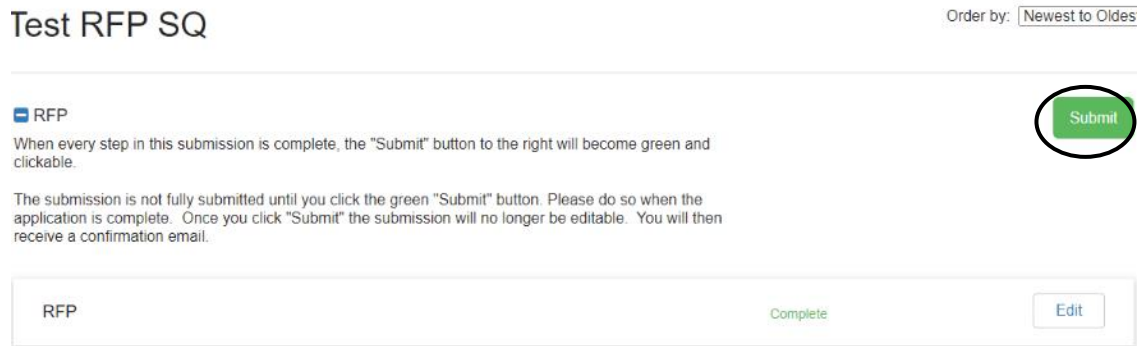 Test RFP SQ
Order by: Newest to Oldes
RFP
Submit
When every step in this submission is complete, the "Submit" button to the right will become green and
clickable.
The submission is not fully submitted until you click the green "Submit" button. Please do so when the
application is complete. Once you click "Submit" the submission will no longer be editable. You will then
receive a confirmation email.
RFP
Complete
Edit